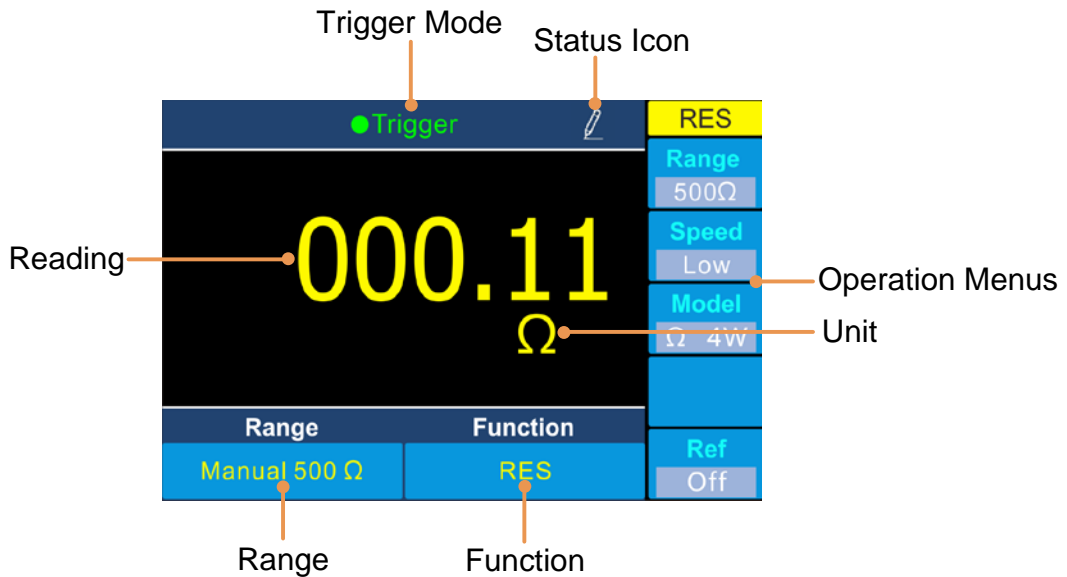 Trigger Mode
Status Icon
Trigger
RES
Range
500Ω
Speed
Low
Reading
000.11
Operation Menus
Model
Ω 4W
Ω
Unit
Range
Function
Ref
Off
Manual 500 Ω
RES
Range
Function